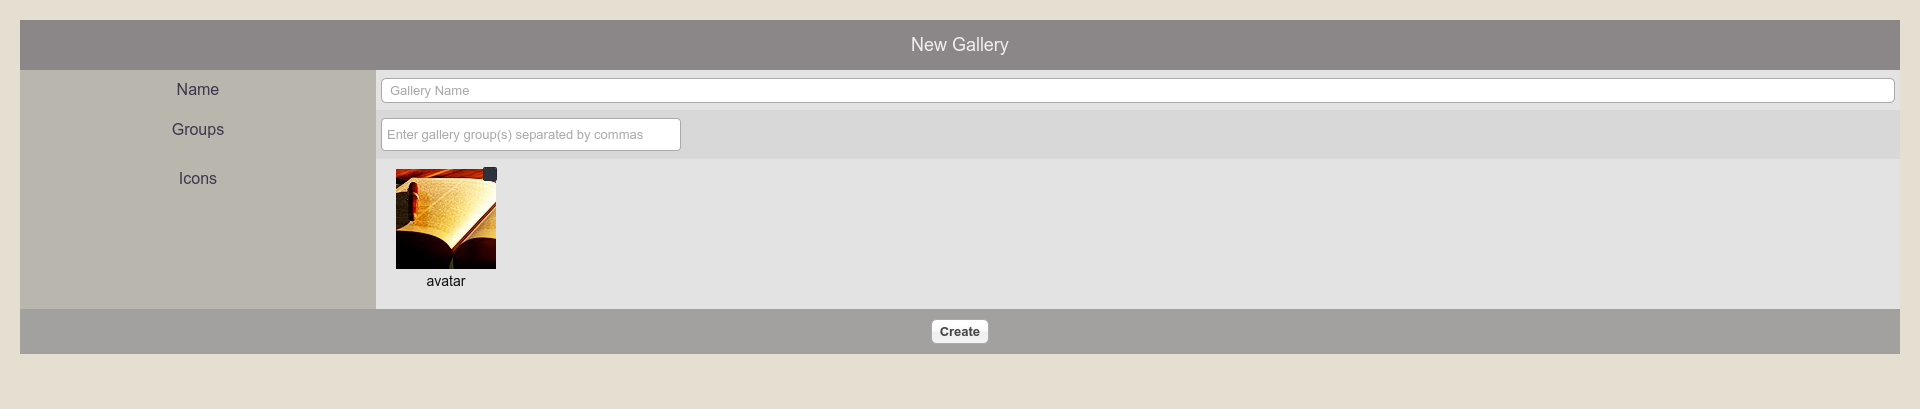 New Gallery
Name
Gallery Name
Groups
Enter gallery group(s) separated by commas
Icons
avatar
Create